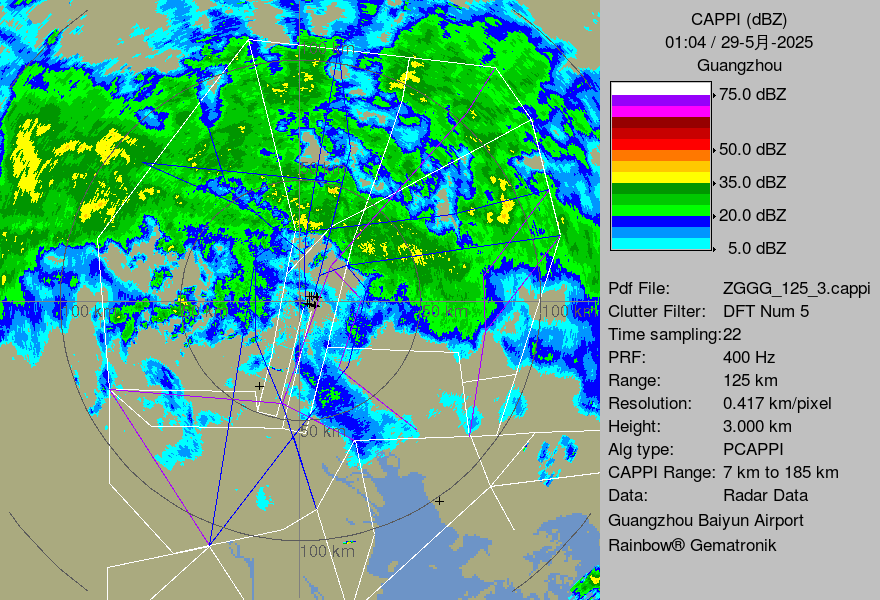 CAPPI (dBZ)
01:04 / 29-5月-2025
Guangzhou
75.0 dBZ
50.0 dBZ
35.0 dBZ
20.0 dBZ
5.0 dBZ
Pdf File: ZGGG_125_3.cappi
Clutter Filter: DFT Num 5
Time sampling:22
PRF: 400 Hz
Range: 125 km
Resolution: 0.417 km/pixel
Height: 3.000 km
Alg type: PCAPPI
CAPPI Range: 7 km to 185 km
Data: Radar Data
Guangzhou Baiyun Airport
Rainbow® Gematronik
100 km
50 km
100 km
50 km
100 km